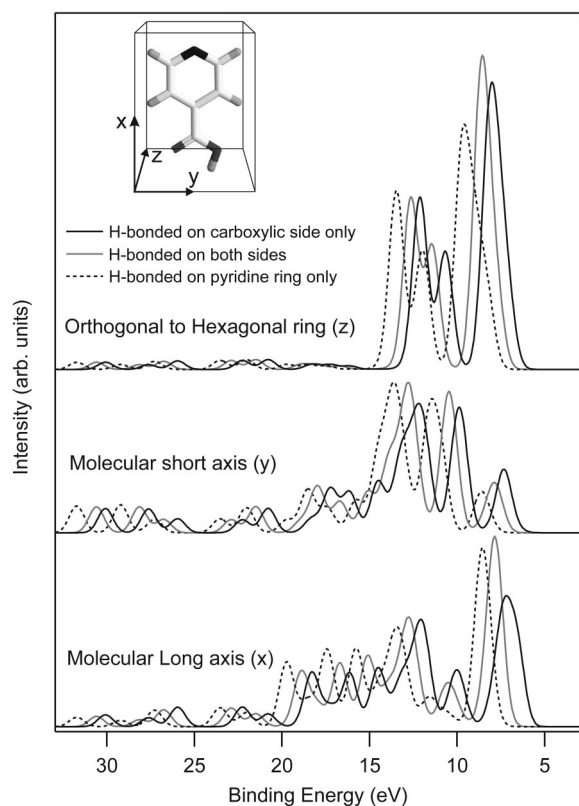 x
z
y
H-bonded on carboxylic side only
H-bonded on both sides
H-bonded on pyridine ring only
Orthogonal to Hexagonal ring (z)
Molecular short axis (y)
Molecular Long axis (x)
Intensity (arb. units)
30 25 20 15 10 5
Binding Energy (eV)